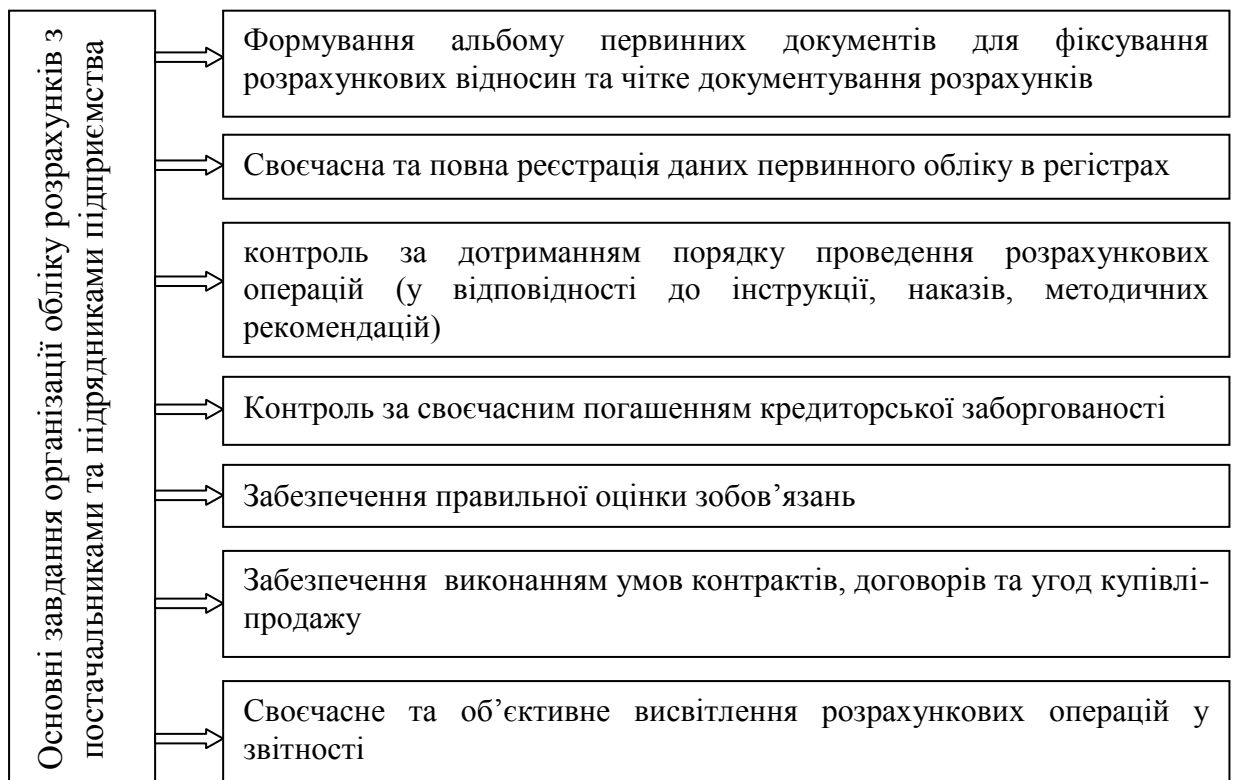 Основні завдання організації обліку розрахунків з
постачальниками та підрядниками підприємства
Формування альбому первинних документів для фіксування
розрахункових відносин та чітке документування розрахунків
Своєчасна та повна реєстрація даних первинного обліку в регістрах
контроль за дотриманням порядку проведення розрахункових
операцій (у відповідності до інструкції, наказів, методичних
рекомендацій)
Контроль за своєчасним погашенням кредиторської заборгованості
Забезпечення правильної оцінки зобов’язань
Забезпечення виконанням умов контрактів, договорів та угод купівлі-
продажу
Своєчасне та об’єктивне висвітлення розрахункових операцій у
звітності